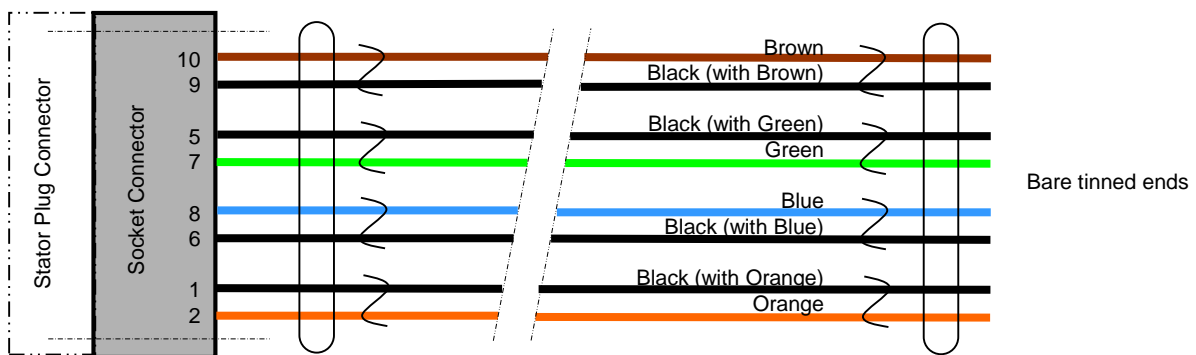 Stator Plug Connector
Socket Connector
10 Brown
9 Black (with Brown)
5 Black (with Green)
7 Green
8 Blue
6 Black (with Blue)
1 Black (with Orange)
2 Orange
Bare tinned ends